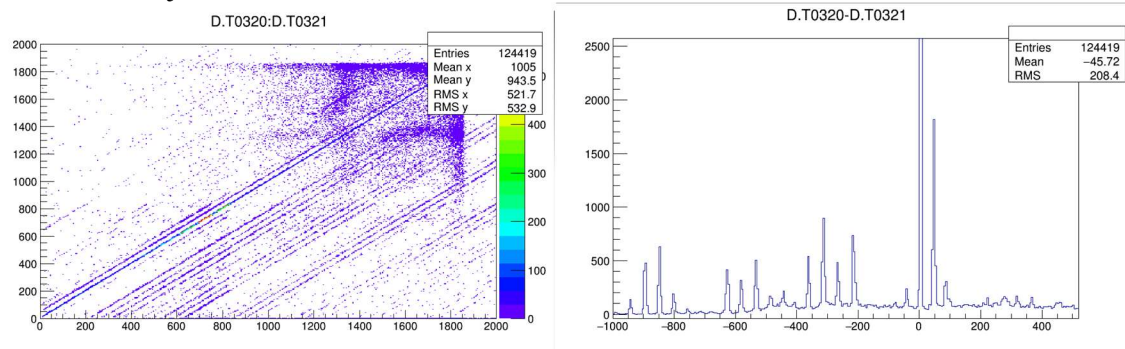 D.T0320:D.T0321
Entries 124419
Mean x 1005
Mean y 943.5
RMS x 521.7
RMS y 532.9
2000
1800
1600
1400
1200
1000
800
600
400
200
0
0 200 400 600 800 1000 1200 1400 1600 1800 2000
0
400
300
200
100
0
D.T0320-D.T0321
Entries 124419
Mean −45.72
RMS 208.4
2500
2000
1500
1000
500
0
−1000 −800 −600 −400 −200 0 200 400